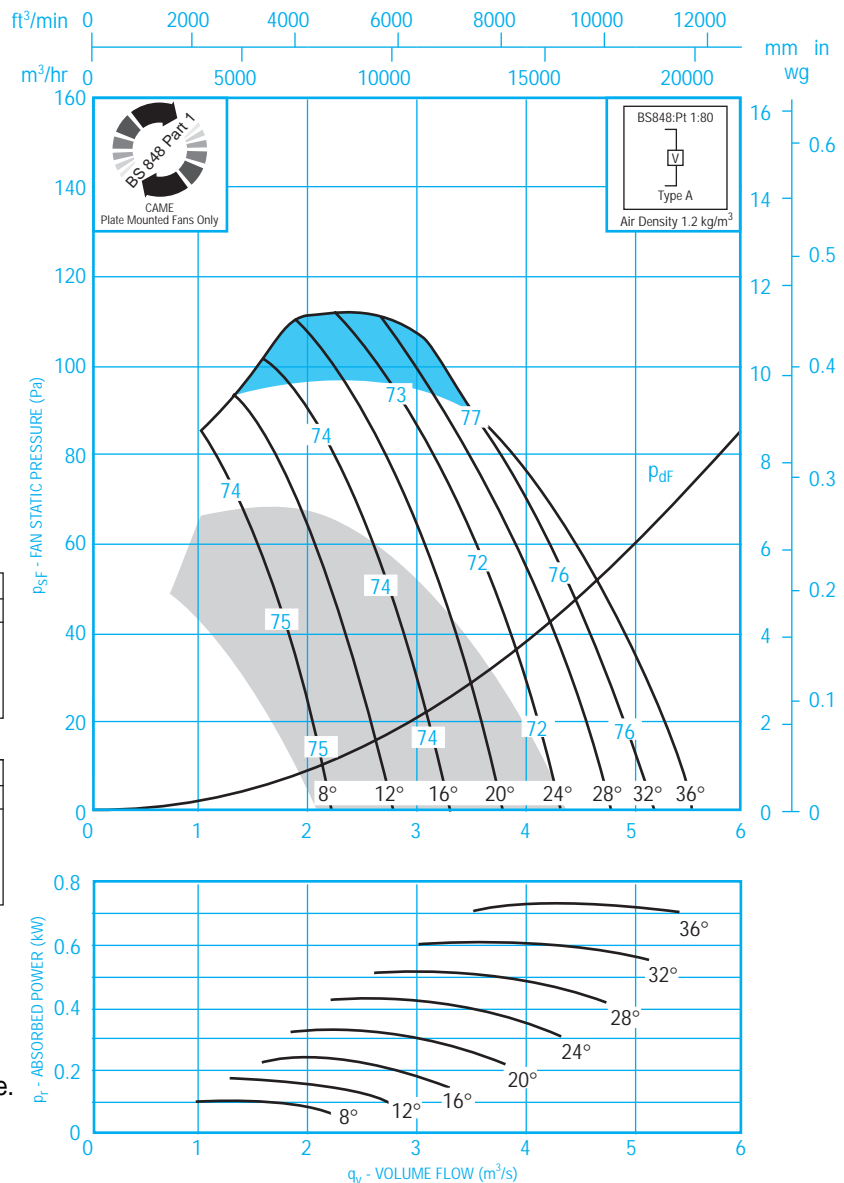 ft³/min 0 2000 4000 6000 8000 10000 12000
m³/hr 0 5000 10000 15000 20000
mm in
wg
160
140
120
100
80
60
40
20
0
p_SF - FAN STATIC PRESSURE (Pa)
BS 848 Part 1
CAME
Plate Mounted Fans Only
BS848:Pt 1:80
V
Type A
Air Density 1.2 kg/m³
16
14
12
10
8
6
4
2
0
0.6
0.5
0.4
0.3
0.2
0.1
0
73
77
74
74
p_dF
72
76
74
75
72
76
74
75
8° 12° 16° 20° 24° 28° 32° 36°
0 1 2 3 4 5 6
0.8
0.6
0.4
0.2
0
p_r - ABSORBED POWER (kW)
36°
32°
28°
24°
20°
16°
12°
8°
e.
0 1 2 3 4 5 6
q_v - VOLUME FLOW (m³/s)